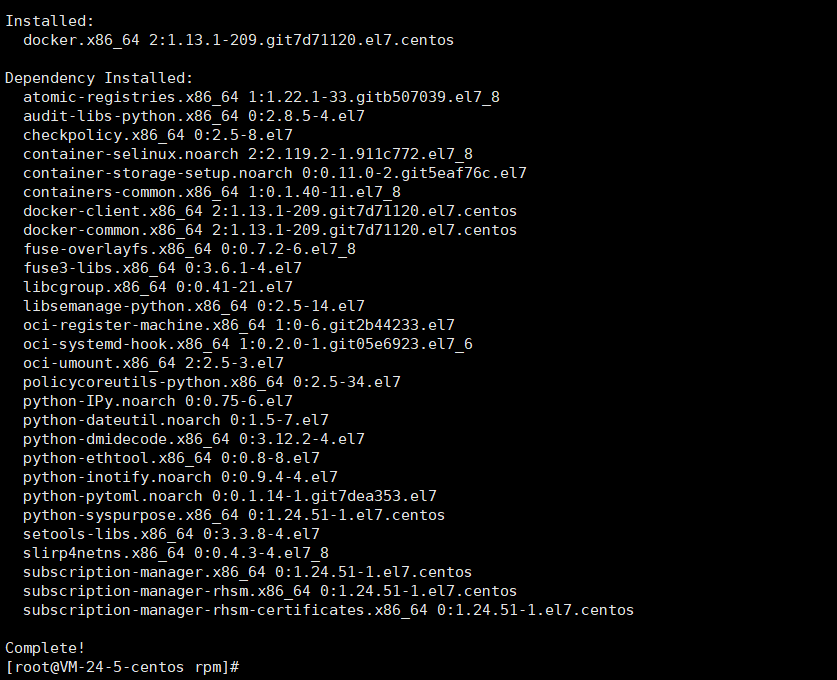 Installed:
docker.x86_64 2:1.13.1-209.git7d71120.el7.centos
Dependency Installed:
atomic-registries.x86_64 1:1.22.1-33.gitb507039.el7_8
audit-libs-python.x86_64 0:2.8.5-4.el7
checkpolicy.x86_64 0:2.5-8.el7
container-selinux.noarch 2:2.119.2-1.911c772.el7_8
container-storage-setup.noarch 0:0.11.0-2.git5eaf76c.el7
containers-common.x86_64 1:0.1.40-11.el7_8
docker-client.x86_64 2:1.13.1-209.git7d71120.el7.centos
docker-common.x86_64 2:1.13.1-209.git7d71120.el7.centos
fuse-overlayfs.x86_64 0:0.7.2-6.el7_8
fuse3-libs.x86_64 0:3.6.1-4.el7
libcgroup.x86_64 0:0.41-21.el7
libsemanage-python.x86_64 0:2.5-14.el7
oci-register-machine.x86_64 1:0-6.git2b44233.el7
oci-systemd-hook.x86_64 1:0.2.0-1.git05e6923.el7_6
oci-umount.x86_64 2:2.5-3.el7
policycoreutils-python.x86_64 0:2.5-34.el7
python-IPy.noarch 0:0.75-6.el7
python-dateutil.noarch 0:1.5-7.el7
python-dmidecode.x86_64 0:3.12.2-4.el7
python-ethtool.x86_64 0:0.8-8.el7
python-inotify.noarch 0:0.9.4-4.el7
python-pytoml.noarch 0:0.1.14-1.git7dea353.el7
python-syspurpose.x86_64 0:1.24.51-1.el7.centos
setools-libs.x86_64 0:3.3.8-4.el7
slirp4netns.x86_64 0:0.4.3-4.el7_8
subscription-manager.x86_64 0:1.24.51-1.el7.centos
subscription-manager-rhsm.x86_64 0:1.24.51-1.el7.centos
subscription-manager-rhsm-certificates.x86_64 0:1.24.51-1.el7.centos
Complete!
[root@VM-24-5-centos rpm]#